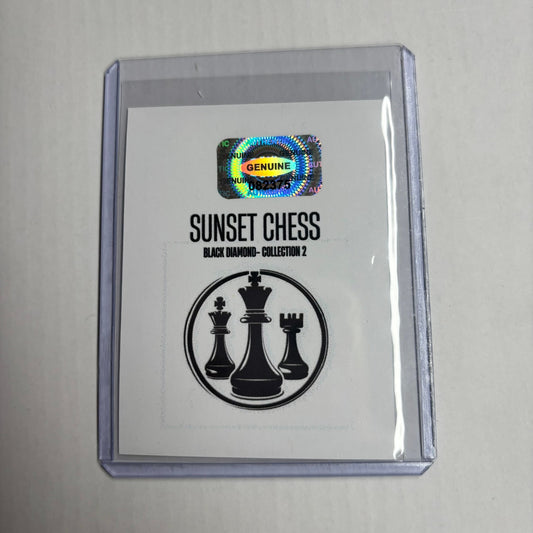 GENUINE
082375
SUNSET CHESS
BLACK DIAMOND- COLLECTION 2